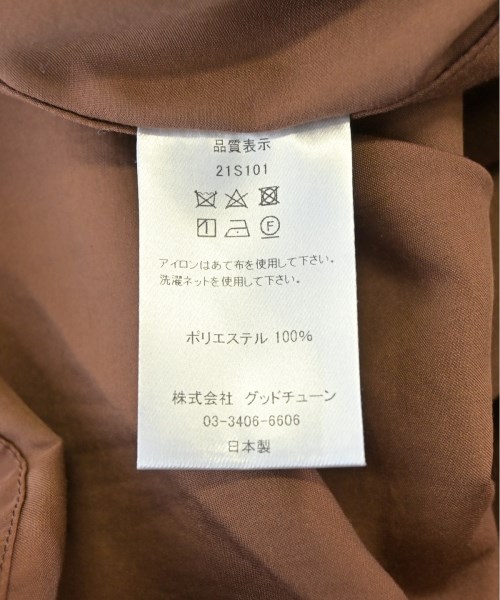 品質表示
21S101
アイロンはあて布を使用して下さい。
洗濯ネットを使用して下さい。
ポリエステル 100%
株式会社 グッドチューン
03-3406-6606
日本製